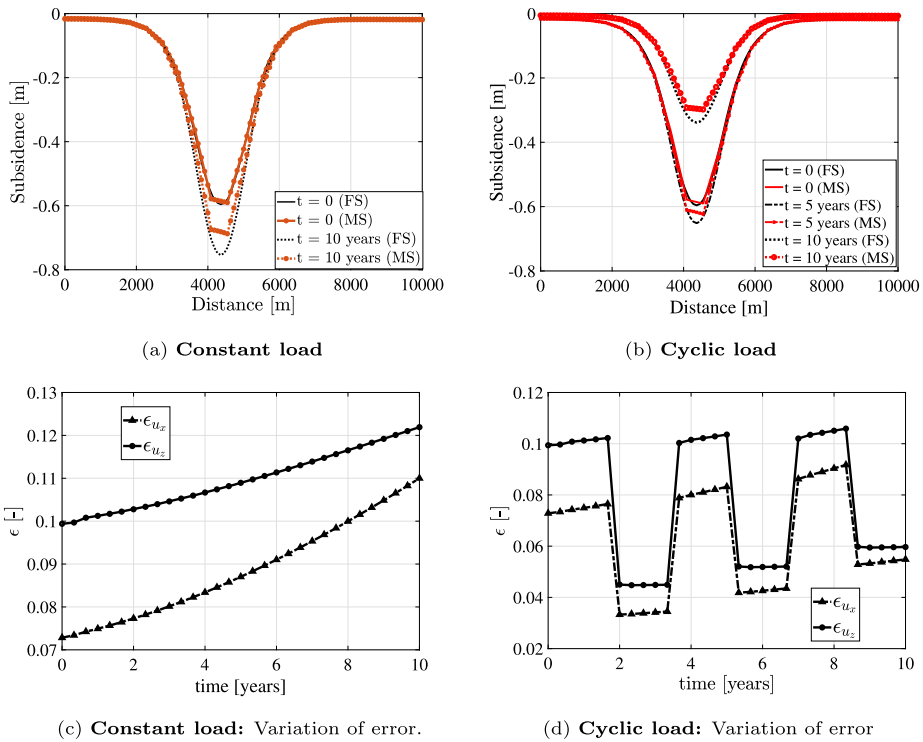 0
-0.2
-0.4
-0.6
-0.8
Subsidence [m]
0 2000 4000 6000 8000 10000
Distance [m]
t = 0 (FS)
t = 0 (MS)
t = 10 years (FS)
t = 10 years (MS)
(a) Constant load
0
-0.2
-0.4
-0.6
-0.8
Subsidence [m]
0 2000 4000 6000 8000 10000
Distance [m]
t = 0 (FS)
t = 0 (MS)
t = 5 years (FS)
t = 5 years (MS)
t = 10 years (FS)
t = 10 years (MS)
(b) Cyclic load
0.13
0.12
0.11
0.1
0.09
0.08
0.07
ϵ [-]
0 2 4 6 8 10
time [years]
ϵ_{u_x}
ϵ_{u_z}
(c) Constant load: Variation of error.
0.12
0.1
0.08
0.06
0.04
0.02
ϵ [-]
0 2 4 6 8 10
time [years]
ϵ_{u_x}
ϵ_{u_z}
(d) Cyclic load: Variation of error